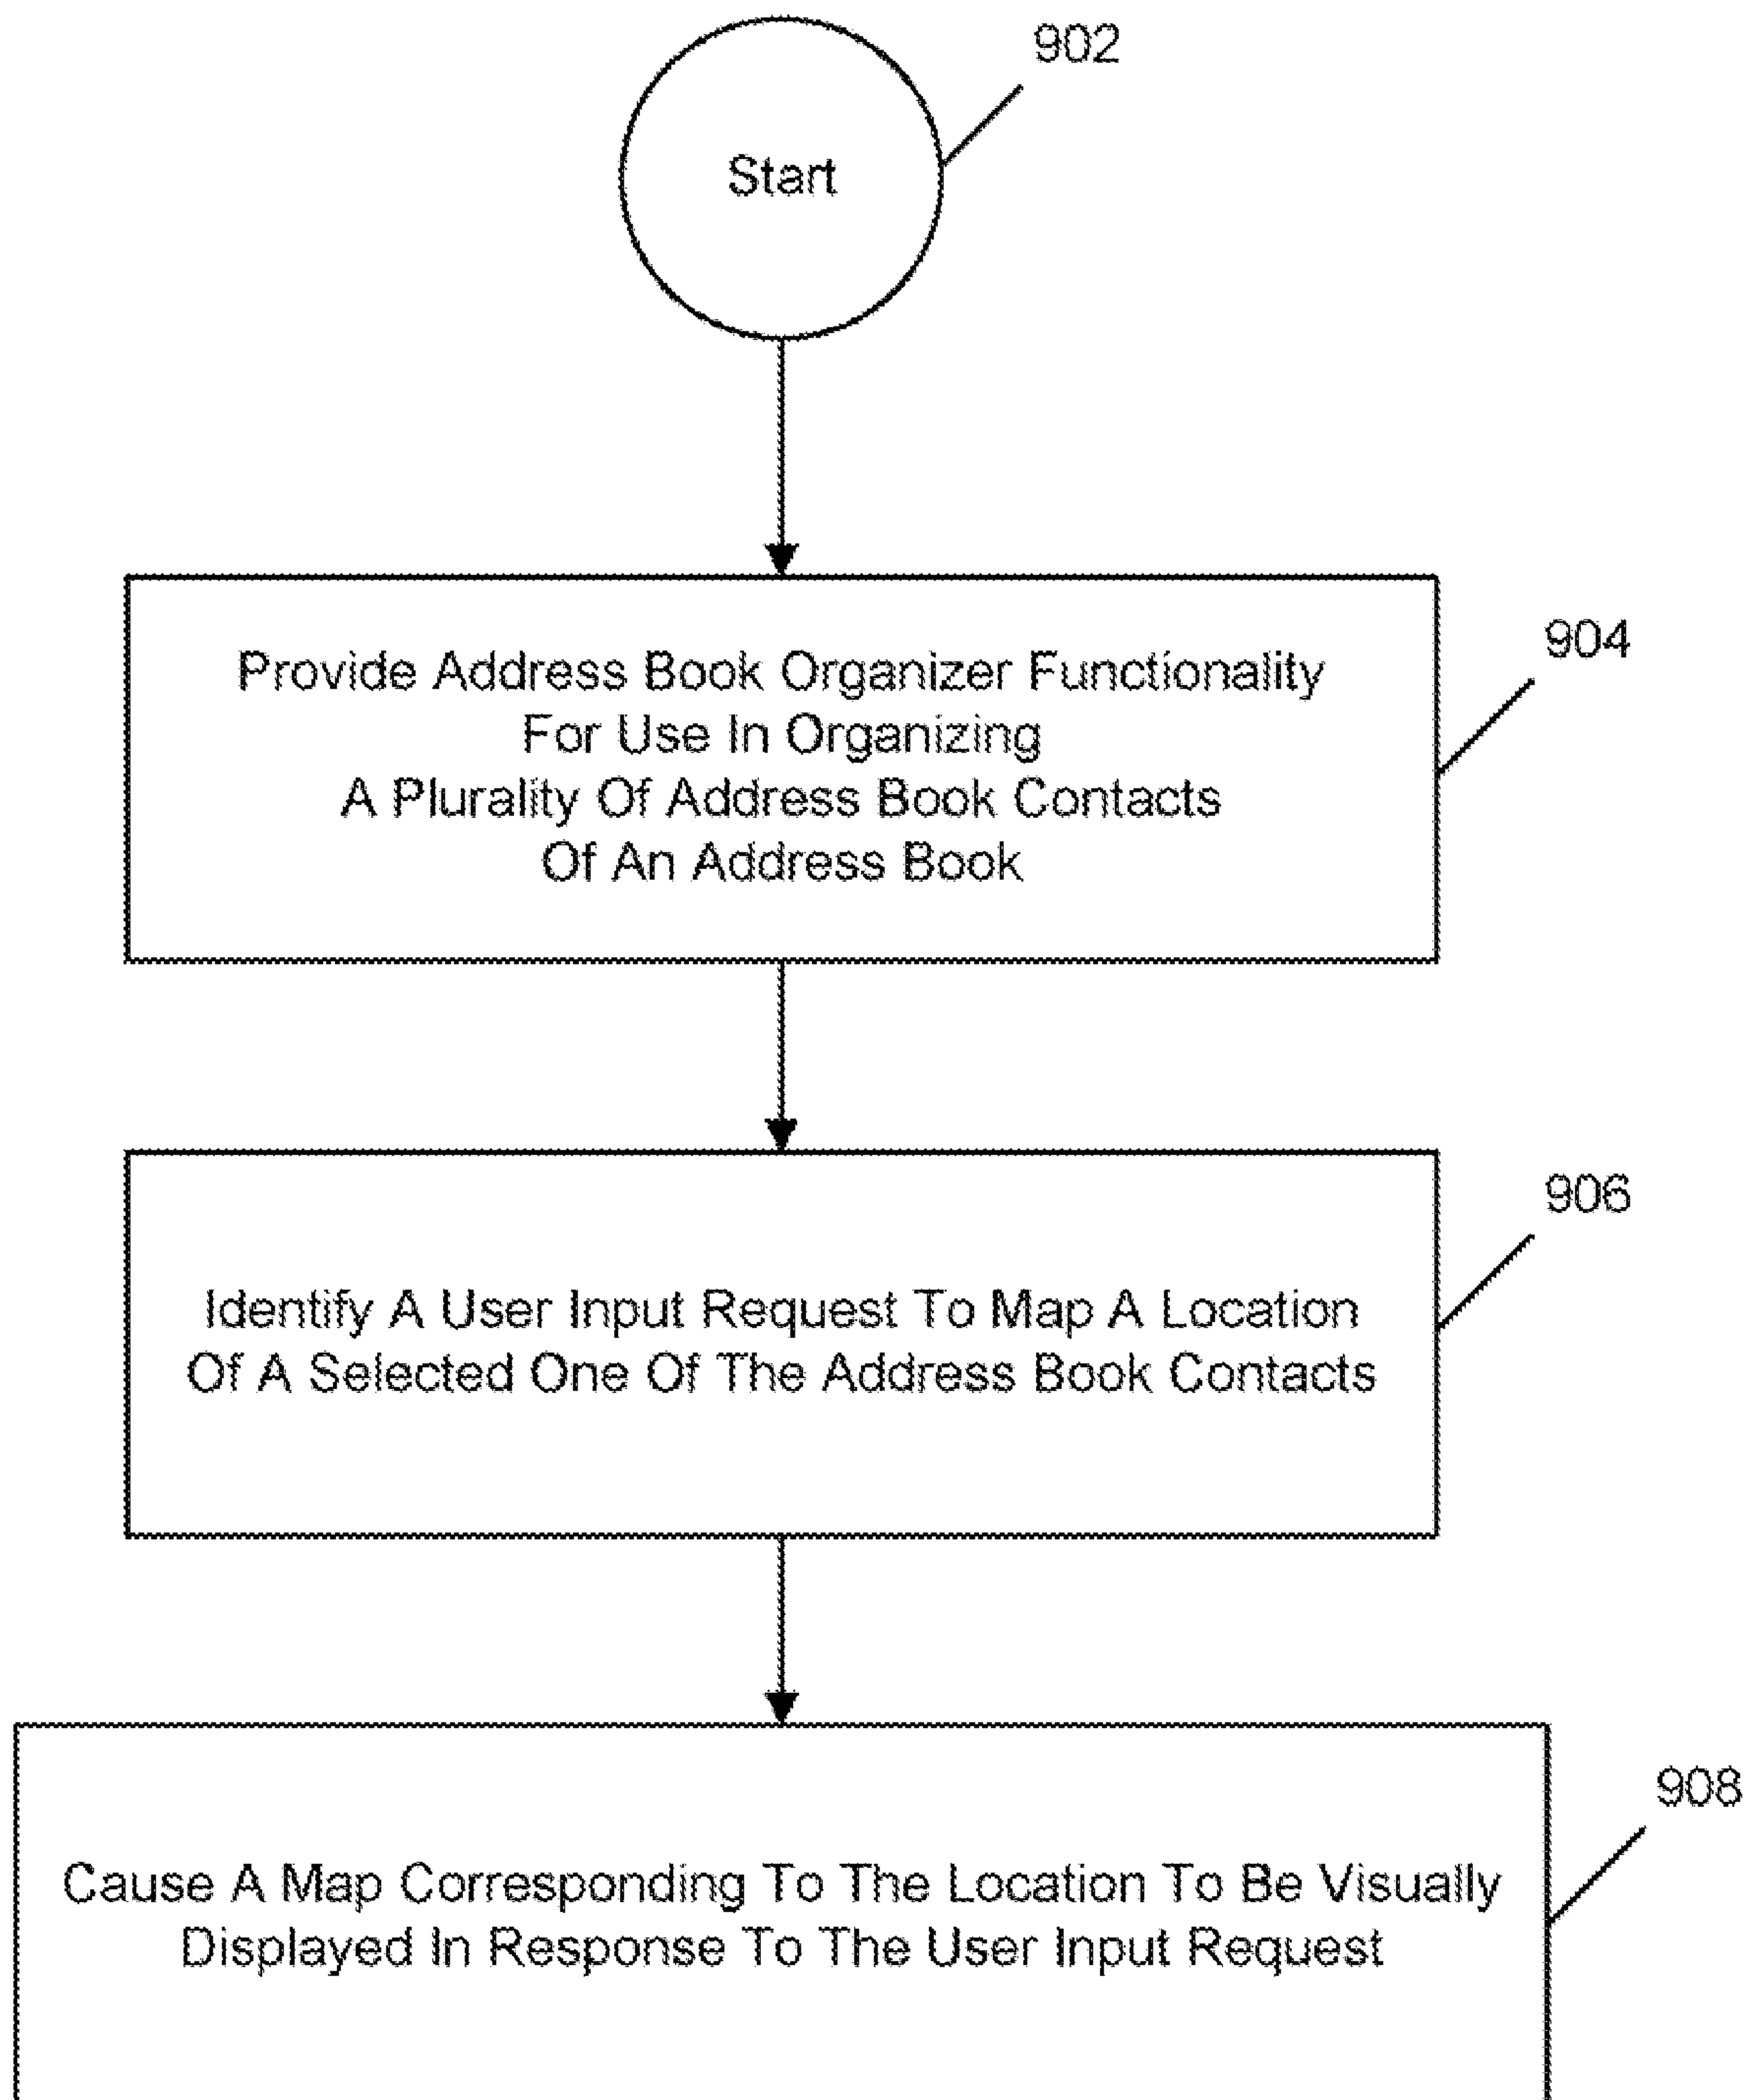 902
Start
904
Provide Address Book Organizer Functionality
For Use In Organizing
A Plurality Of Address Book Contacts
Of An Address Book
906
Identify A User Input Request To Map A Location
Of A Selected One Of The Address Book Contacts
908
Cause A Map Corresponding To The Location To Be Visually
Displayed In Response To The User Input Request